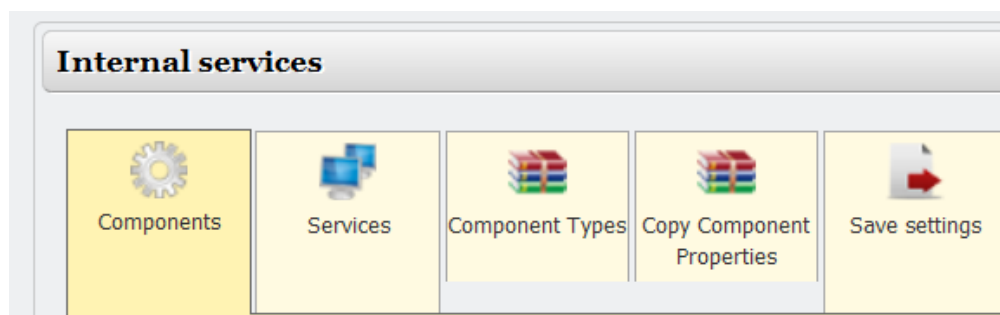 Internal services
Components
Services
Component Types
Copy Component
Properties
Save settings